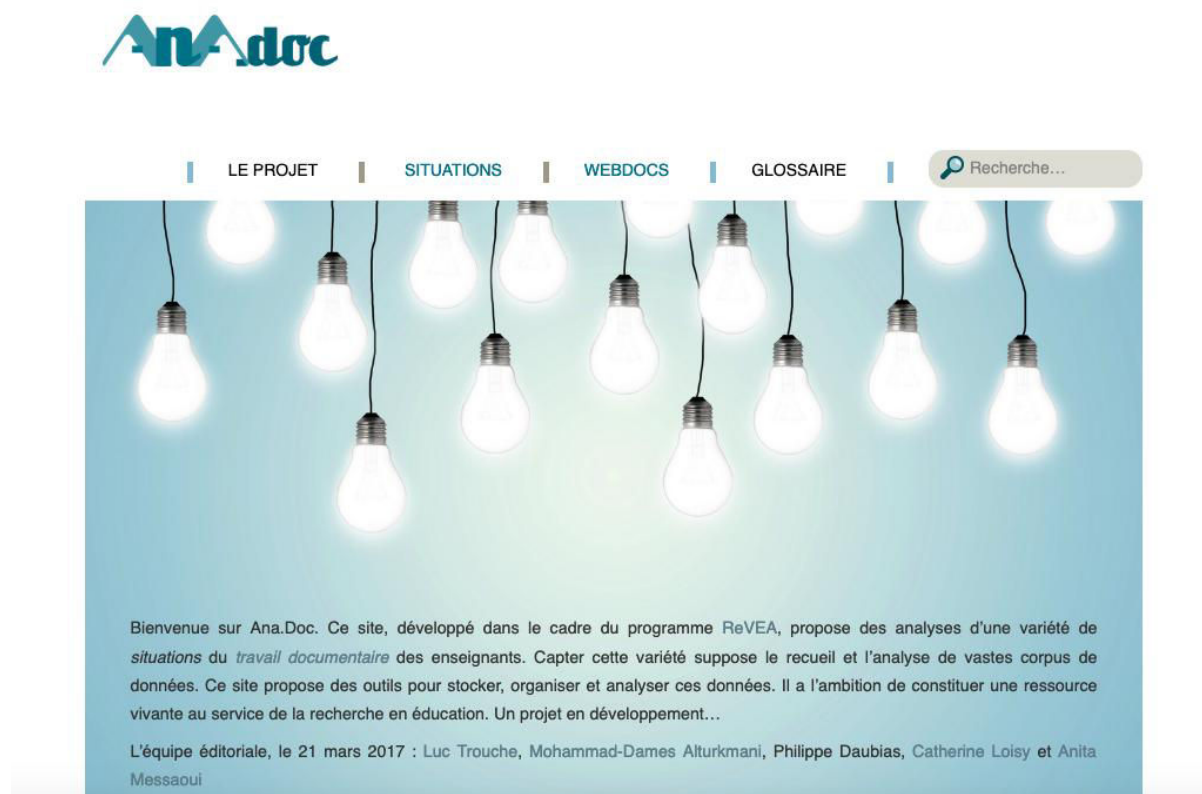 AnA.doc
LE PROJET SITUATIONS WEBDOCS GLOSSAIRE Recherche...
Bienvenue sur Ana.Doc. Ce site, développé dans le cadre du programme ReVEA, propose des analyses d’une variété de
situations du travail documentaire des enseignants. Capter cette variété suppose le recueil et l’analyse de vastes corpus de
données. Ce site propose des outils pour stocker, organiser et analyser ces données. Il a l’ambition de constituer une ressource
vivante au service de la recherche en éducation. Un projet en développement…
L’équipe éditoriale, le 21 mars 2017 : Luc Trouche, Mohammad-Dames Alturkmani, Philippe Daubias, Catherine Loisy et Anita
Messaoui